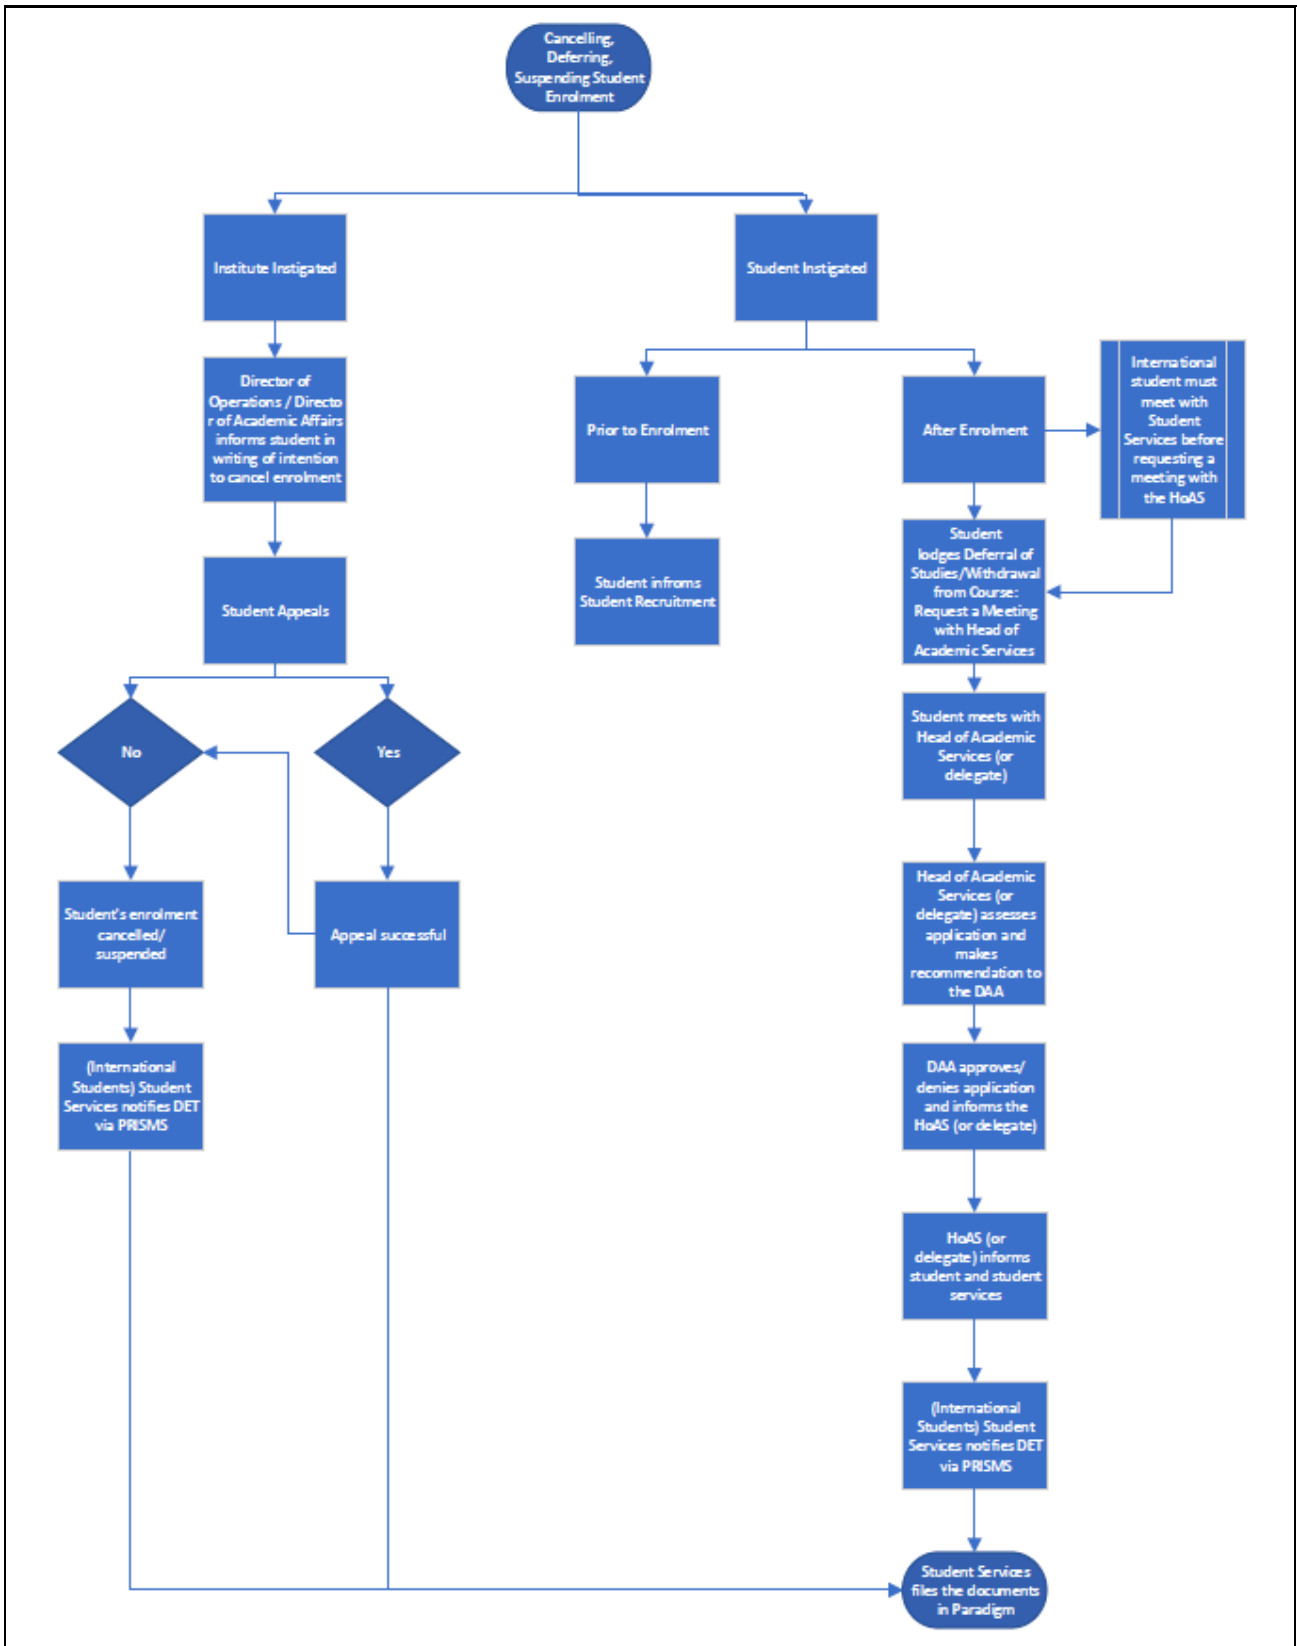 Cancelling,
Deferring,
Suspending Student
Enrolment
Institute Instigated
Student Instigated
Director of
Operations / Directo
r of Academic Affairs
informs student in
writing of intention
to cancel enrolment
Prior to Enrolment
After Enrolment
International
student must
meet with
Student
Services before
requesting a
meeting with
the HoAS
Student Appeals
Student infroms
Student Recruitment
Student
lodges Deferral of
Studies/Withdrawal
from Course:
Request a Meeting
with Head of
Academic Services
No
Yes
Student meets with
Head of Academic
Services (or
delegate)
Student's enrolment
cancelled/
suspended
Appeal successful
Head of Academic
Services (or
delegate) assesses
application and
makes
recommendation to
the DAA
(International
Students) Student
Services notifies DET
via PRISMS
DAA approves/
denies application
and informs the
HoAS (or delegate)
HoAS (or
delegate) informs
student and student
services
(International
Students) Student
Services notifies DET
via PRISMS
Student Services
files the documents
in Paradigm